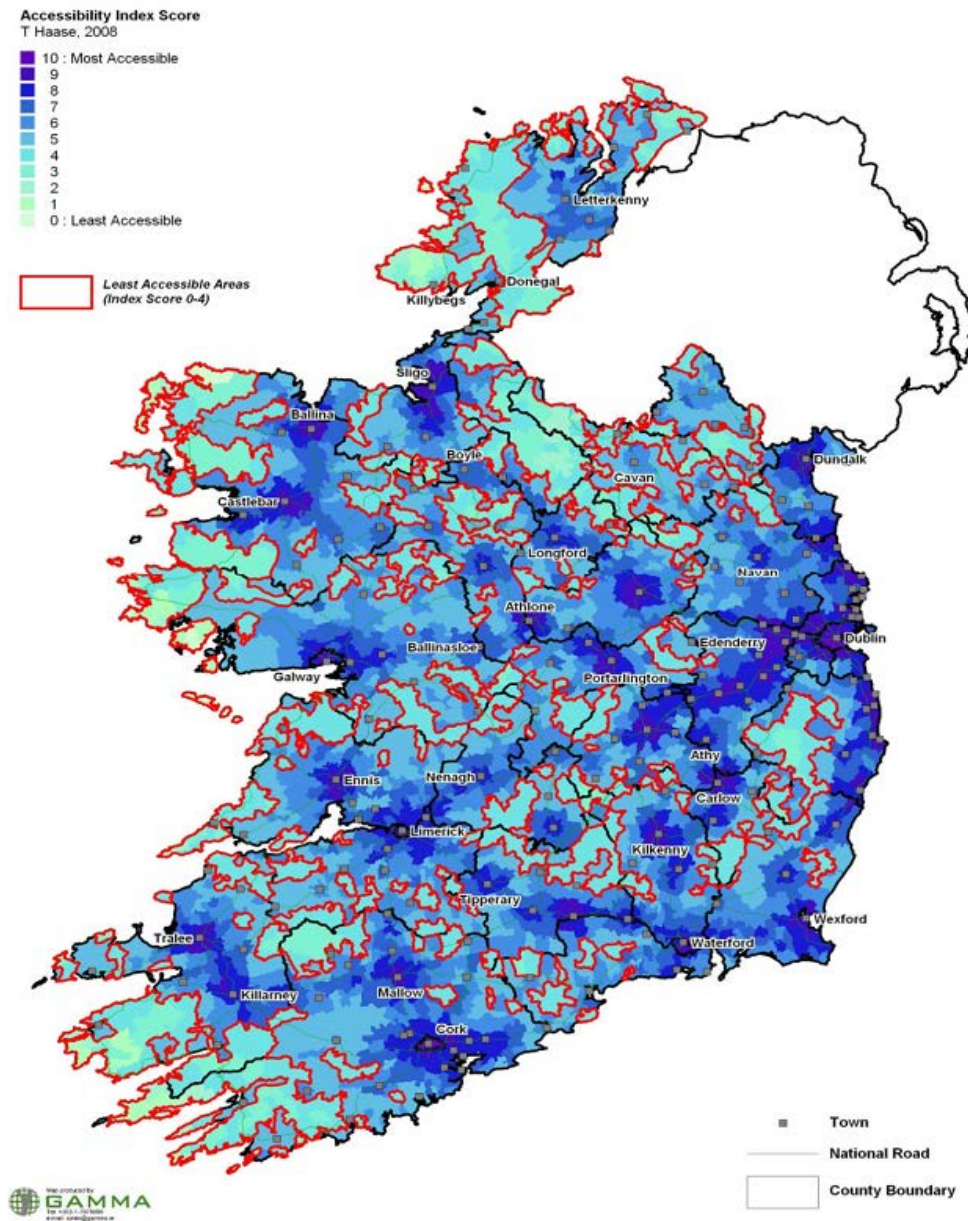 Accessibility Index Score
T Haase, 2008
10 : Most Accessible
9
8
7
6
5
4
3
2
1
0 : Least Accessible
Least Accessible Areas
(Index Score 0-4)
Letterkenny
Donegal
Killybegs
Sligo
Ballina
Boyle
Dundalk
Cavan
Castlebar
Longford
Navan
Athlone
Dublin
Edenderry
Ballinasloe
Galway
Portarlington
Athy
Ennis
Nenagh
Carlow
Limerick
Kilkenny
Tipperary
Wexford
Tralee
Waterford
Killarney
Mallow
Cork
Town
National Road
County Boundary
Map produced by
GAMMA